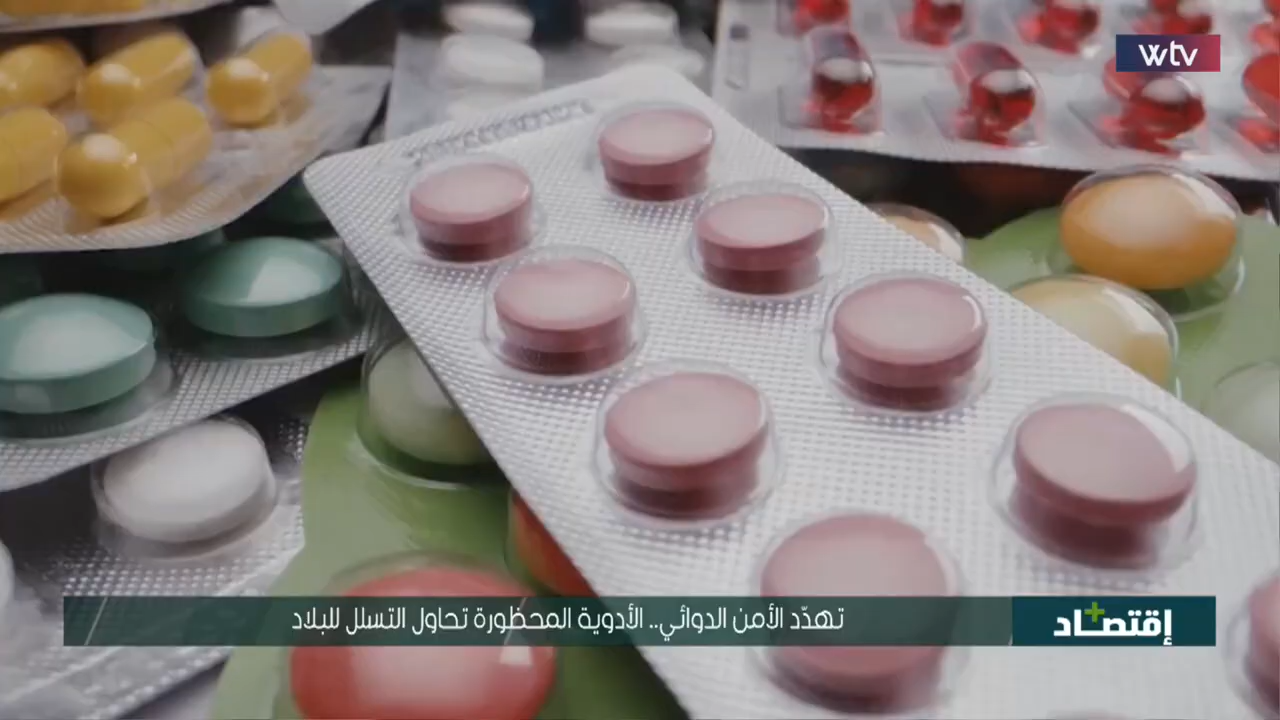 wtv
تهدّد الأمن الدوائي.. الأدوية المحظورة تحاول التسلل للبلاد
إقتصاد+